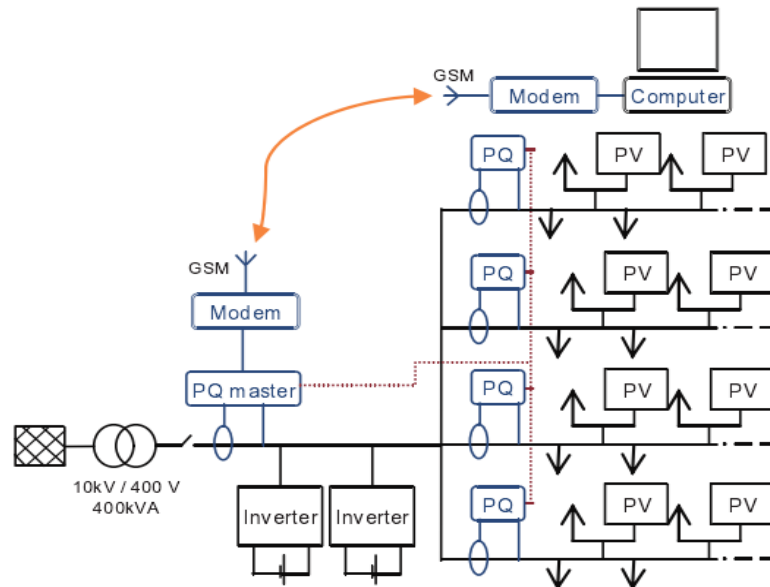 GSM
Modem
Computer
PQ
PV
PV
GSM
PQ
PV
PV
Modem
PQ master
PQ
PV
PV
10kV / 400 V
400kVA
Inverter
Inverter
PQ
PV
PV